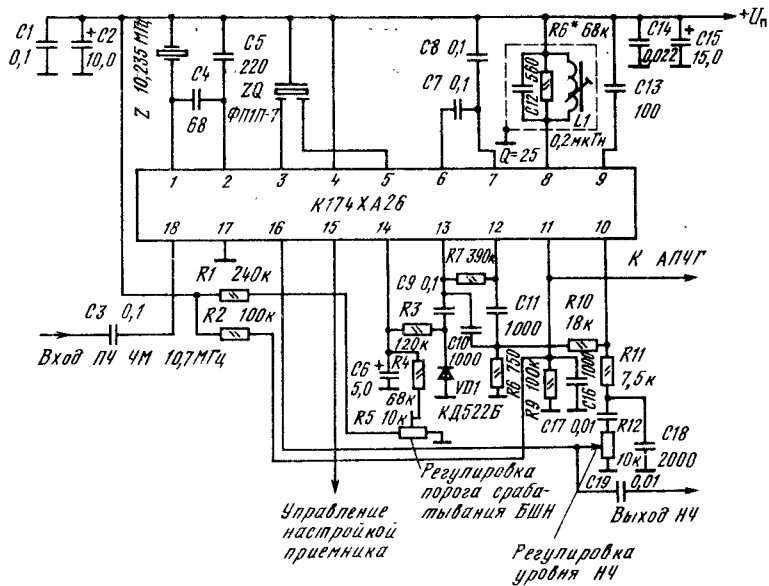 +Uп
C1
0,1
C2
10,0
Z 10,235 МГц
C4
68
C5
220
ZQ
ФП1П-7
C8 0,1
C7 0,1
R6* 68к
C12 560
L1
0,2мкГн
Q=25
C14
0,022
C15
15,0
C13
100
1 2 3 4 5 6 7 8 9
К174ХА26
18 17 16 15 14 13 12 11 10
R1
240к
R2
100к
C3 0,1
Вход ПЧ ЧМ 10,7МГц
К АПЧГ
R7 390к
C9 0,1
R3
120к
C10
1000
C11
1000
R10
18к
R11
7,5к
C6
5,0
R4
68к
R5 10к
VD1
КД522Б
R6 750
R9 100к
C16 1000
C17 0,01
R12
10к
C18
2000
C19 0,01
Регулировка
порога сраба-
тывания БШН
Выход НЧ
Управление
настройкой
приемника
Регулировка
уровня НЧ